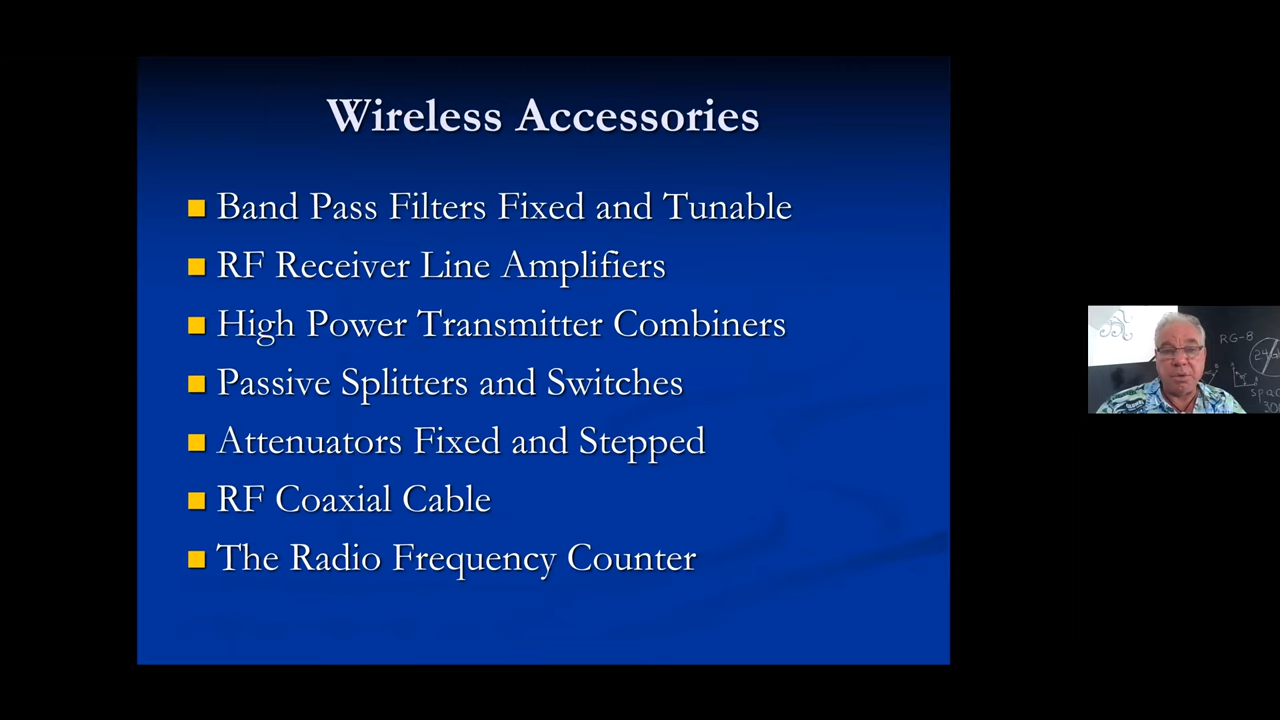 Wireless Accessories
Band Pass Filters Fixed and Tunable
RF Receiver Line Amplifiers
High Power Transmitter Combiners
Passive Splitters and Switches
Attenuators Fixed and Stepped
RF Coaxial Cable
The Radio Frequency Counter
RG-8